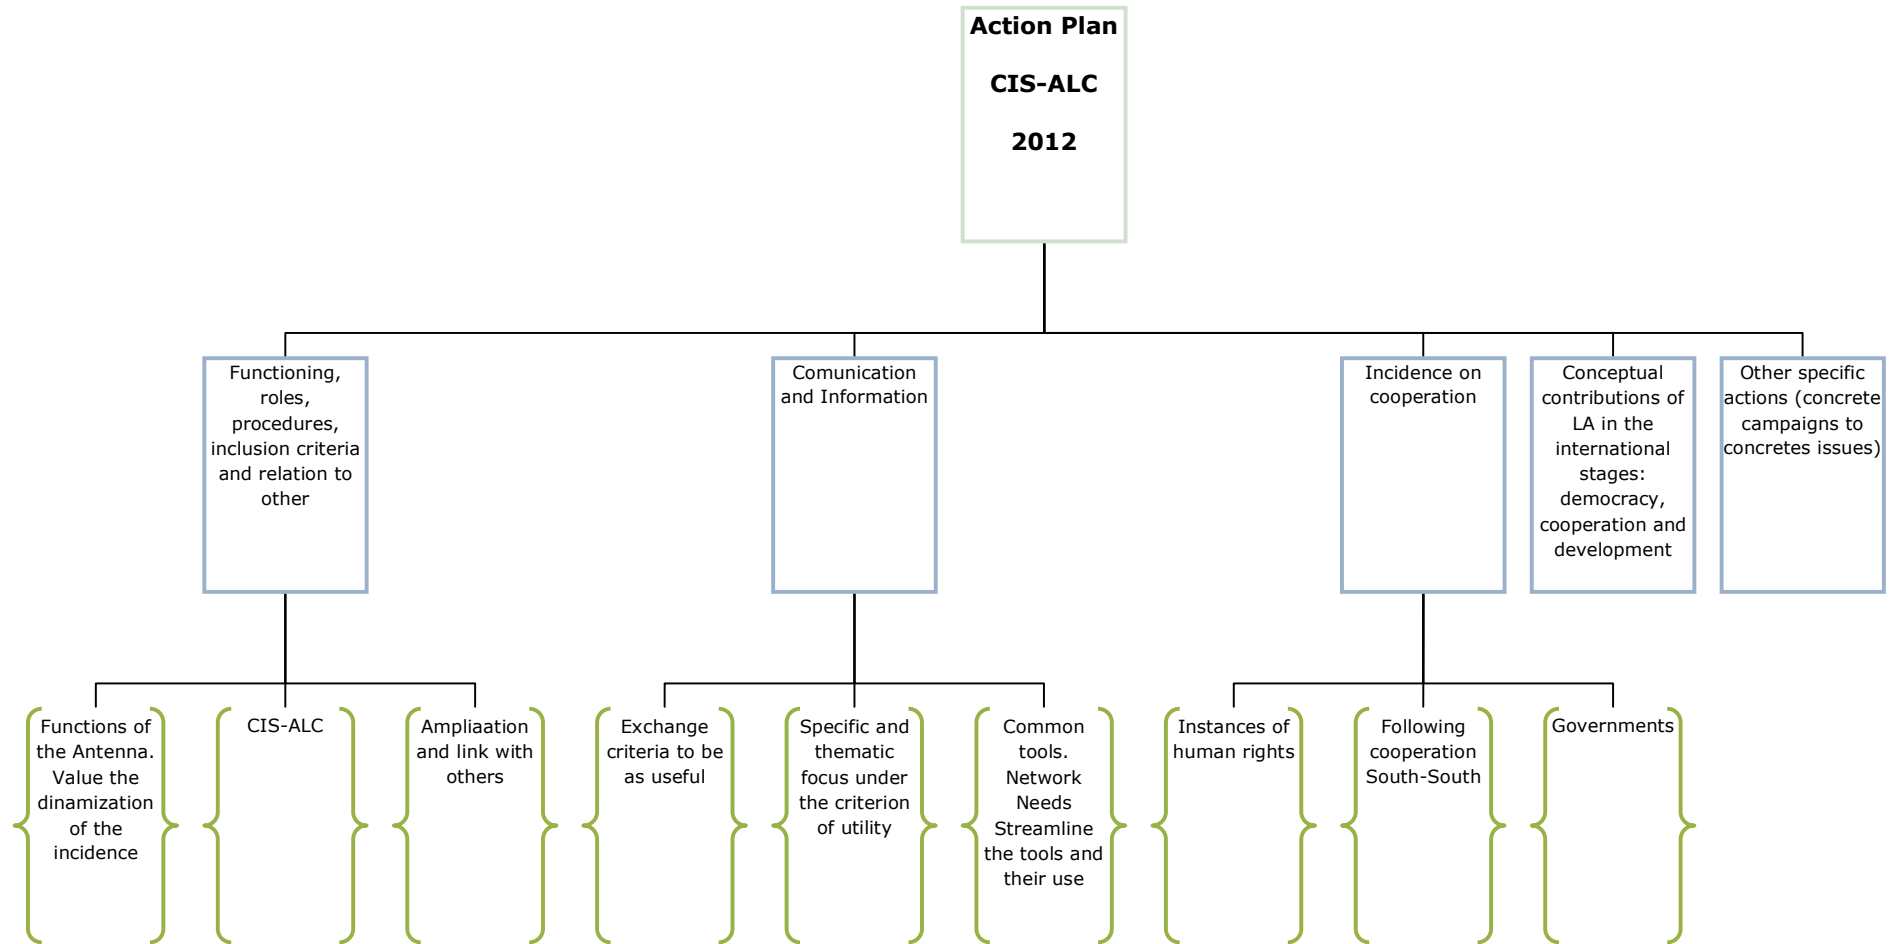 Action Plan
CIS-ALC
2012
Functioning,
roles,
procedures,
inclusion criteria
and relation to
other
Comunication
and Information
Incidence on
cooperation
Conceptual
contributions of
LA in the
international
stages:
democracy,
cooperation and
development
Other specific
actions (concrete
campaigns to
concretes issues)
Functions of
the Antenna.
Value the
dinamization
of the
incidence
CIS-ALC
Ampliaation
and link with
others
Exchange
criteria to be
as useful
Specific and
thematic
focus under
the criterion
of utility
Common
tools.
Network
Needs
Streamline
the tools and
their use
Instances of
human rights
Following
cooperation
South-South
Governments